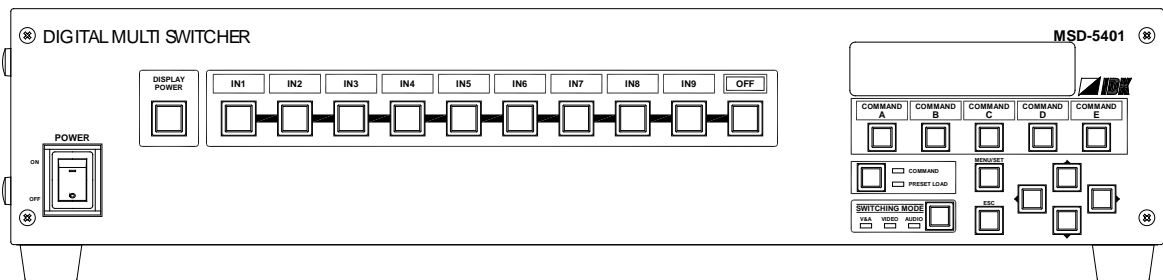 DIGITAL MULTI SWITCHER
MSD-5401
DISPLAY
POWER
IN1 IN2 IN3 IN4 IN5 IN6 IN7 IN8 IN9 OFF
IDK
COMMAND
A
COMMAND
B
COMMAND
C
COMMAND
D
COMMAND
E
POWER
ON
OFF
COMMAND
PRESET LOAD
MENU/SET
SWITCHING MODE
V&A VIDEO AUDIO
ESC